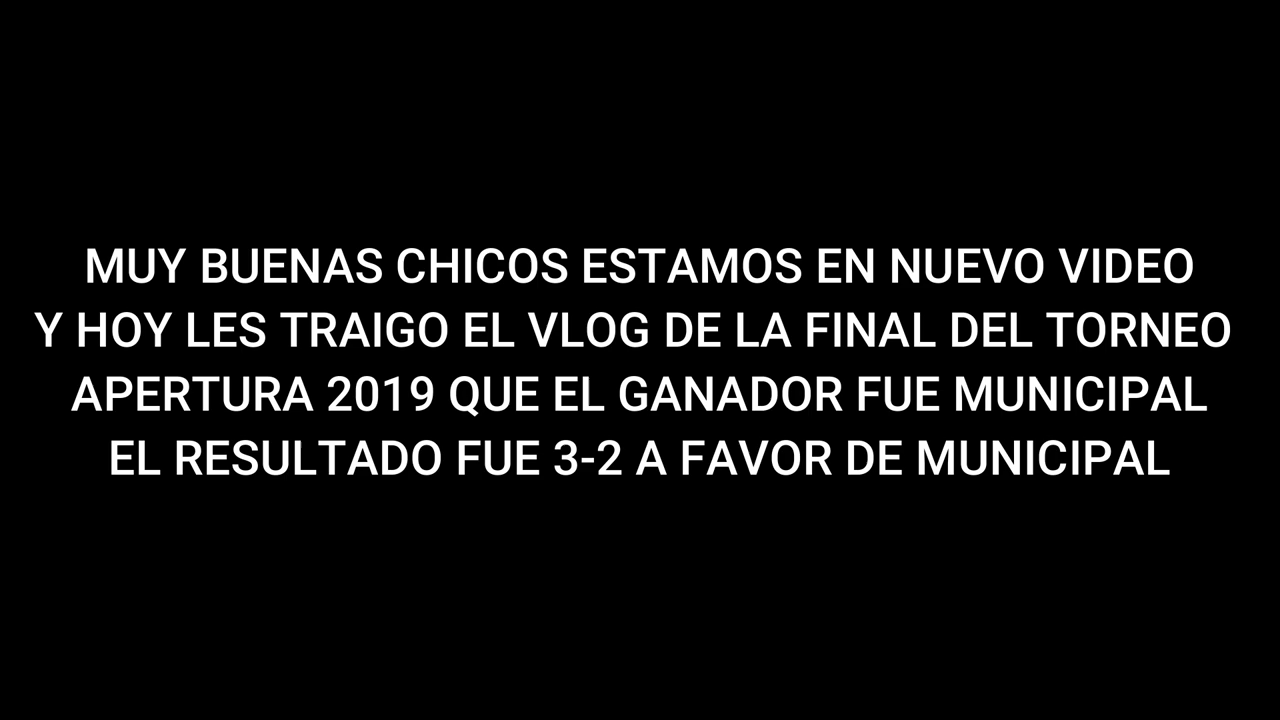 MUY BUENAS CHICOS ESTAMOS EN NUEVO VIDEO
Y HOY LES TRAIGO EL VLOG DE LA FINAL DEL TORNEO
APERTURA 2019 QUE EL GANADOR FUE MUNICIPAL
EL RESULTADO FUE 3-2 A FAVOR DE MUNICIPAL